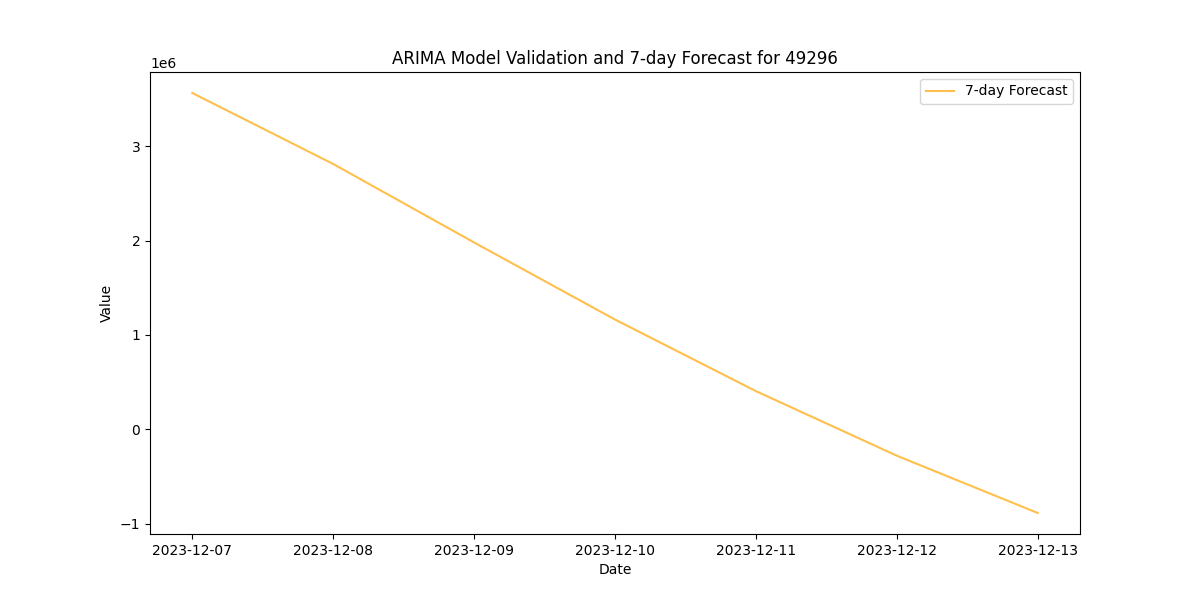 ARIMA Model Validation and 7-day Forecast for 49296
1e6
7-day Forecast
3
2
1
0
−1
Value
2023-12-07 2023-12-08 2023-12-09 2023-12-10 2023-12-11 2023-12-12 2023-12-13
Date